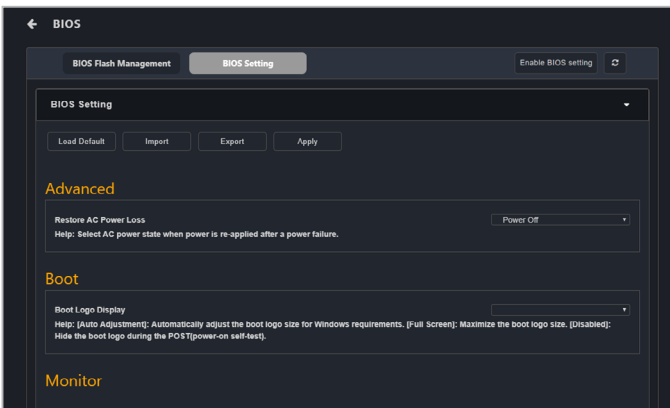 BIOS
BIOS Flash Management
BIOS Setting
Enable BIOS setting
BIOS Setting
Load Default
Import
Export
Apply
Advanced
Restore AC Power Loss
Power Off
Help: Select AC power state when power is re-applied after a power failure.
Boot
Boot Logo Display
Help: [Auto Adjustment]: Automatically adjust the boot logo size for Windows requirements. [Full Screen]: Maximize the boot logo size. [Disabled]:
Hide the boot logo during the POST(power-on self-test).
Monitor